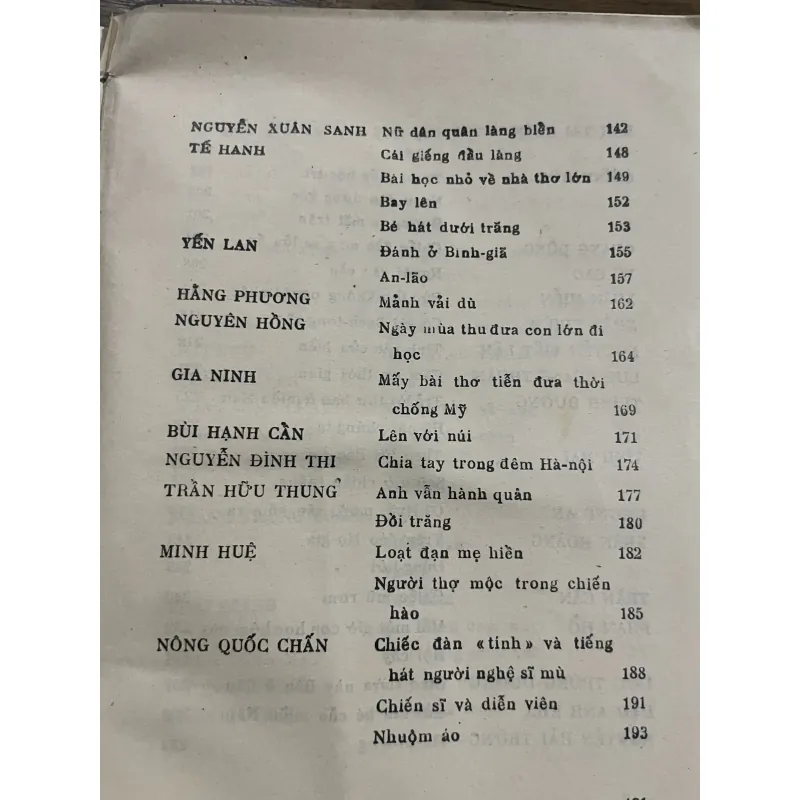 NGUYỄN XUÂN SANH Nữ dân quân làng biển 142
TẾ HANH Cái giếng đầu làng 148
Bài học nhỏ về nhà thơ lớn 149
Bay lên 152
Bé hát dưới trăng 153
YẾN LAN Đánh ở Bình-giã 155
An-lão 157
HẰNG PHƯƠNG Mảnh vải dù 162
NGUYÊN HỒNG Ngày mùa thu đưa con lớn đi
học 164
GIA NINH Mấy bài thơ tiễn đưa thời
chống Mỹ 169
BÙI HẠNH CẨN Lên với núi 171
NGUYỄN ĐÌNH THI Chia tay trong đêm Hà-nội 174
TRẦN HỮU THUNG Anh vẫn hành quân 177
Đồi trăng 180
MINH HUỆ Loạt đạn mẹ hiền 182
Người thợ mộc trong chiến
hào 185
NÔNG QUỐC CHẤN Chiếc đàn «tính» và tiếng
hát người nghệ sĩ mù 188
Chiến sĩ và diễn viên 191
Nhuộm áo 193